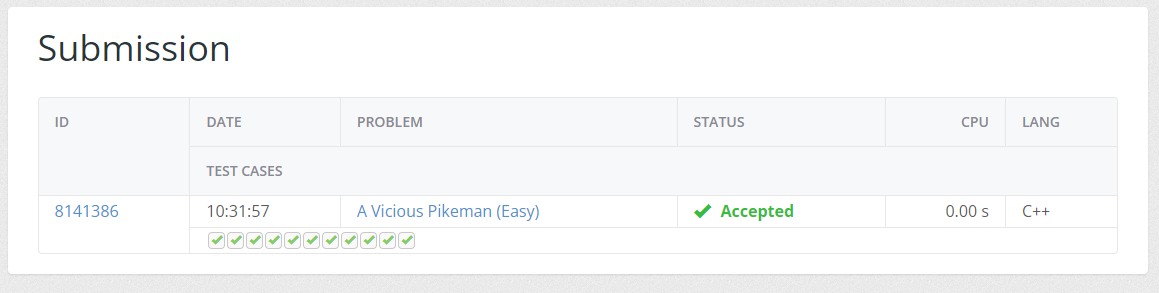 Submission
ID DATE PROBLEM STATUS CPU LANG
TEST CASES
8141386 10:31:57 A Vicious Pikeman (Easy) Accepted 0.00 s C++